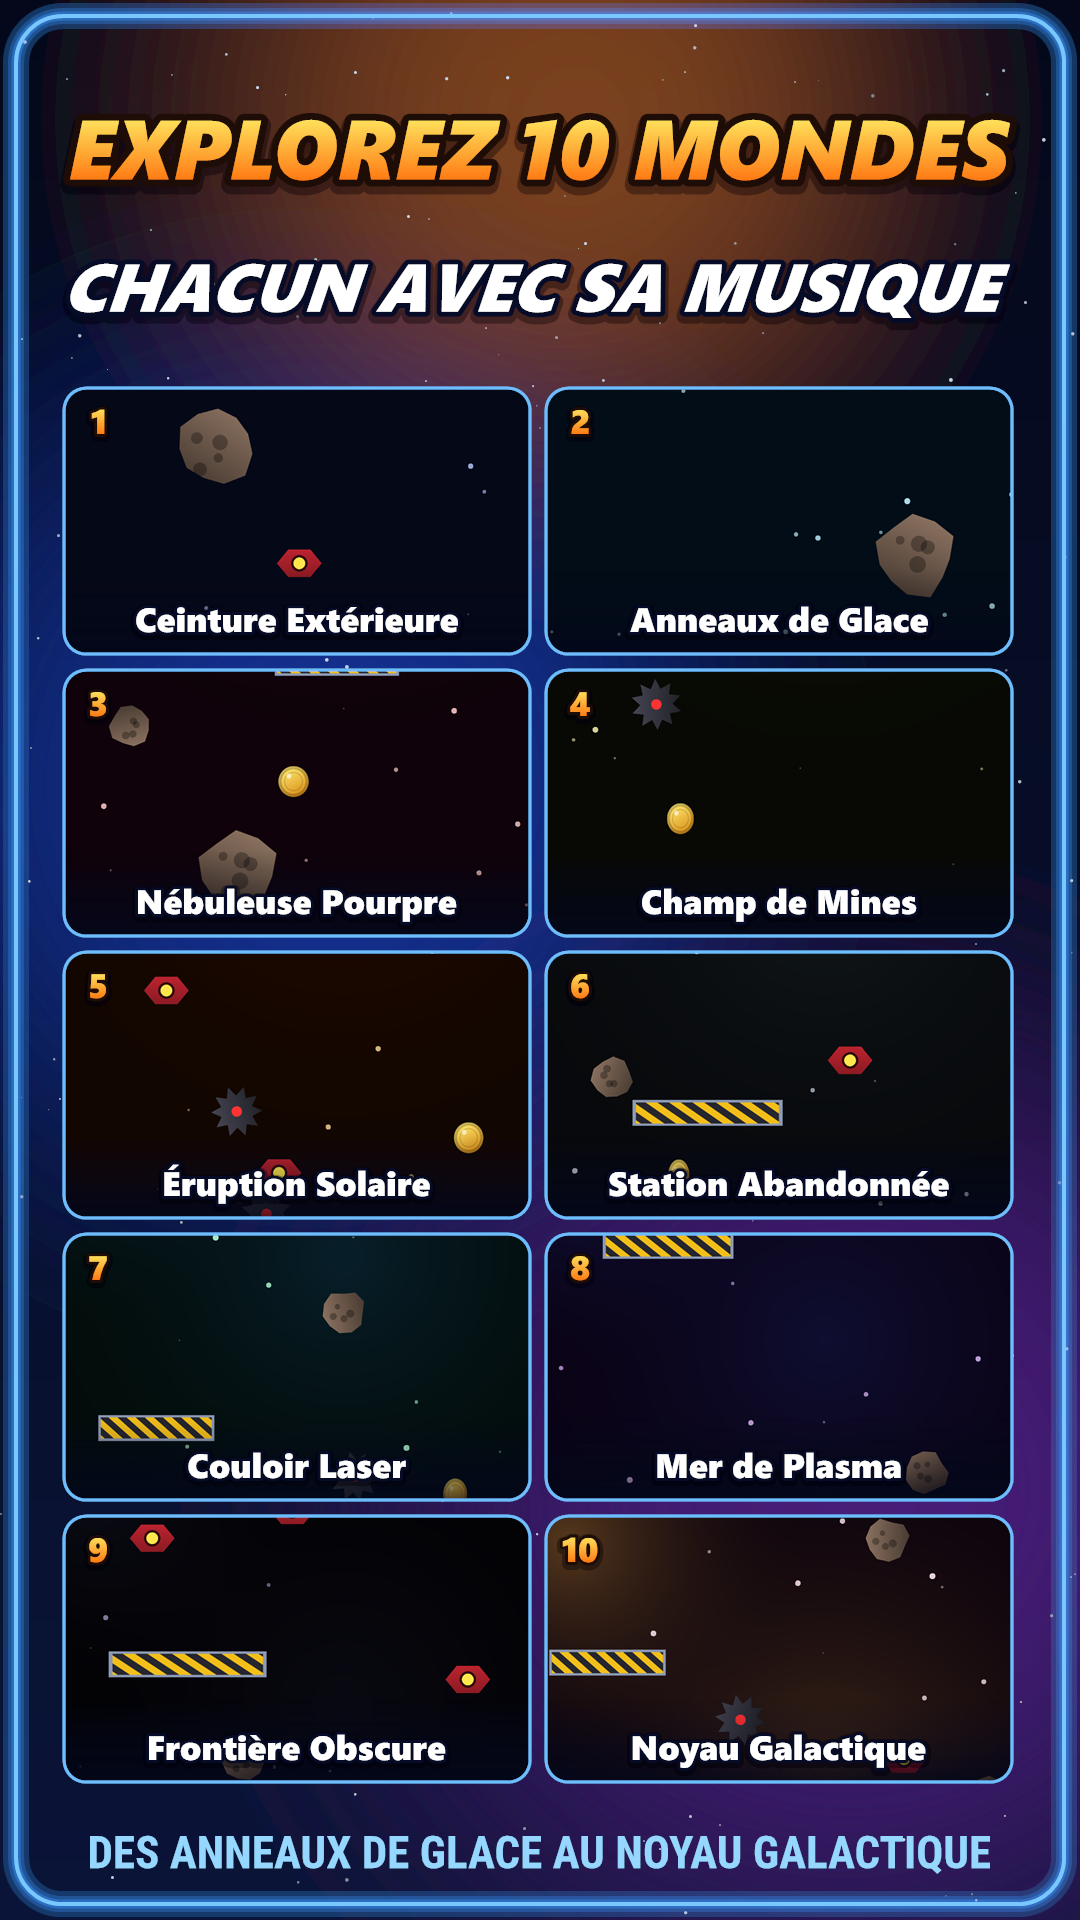 EXPLOREZ 10 MONDES
CHACUN AVEC SA MUSIQUE
1
Ceinture Extérieure
2
Anneaux de Glace
3
Nébuleuse Pourpre
4
Champ de Mines
5
Éruption Solaire
6
Station Abandonnée
7
Couloir Laser
8
Mer de Plasma
9
Frontière Obscure
10
Noyau Galactique
DES ANNEAUX DE GLACE AU NOYAU GALACTIQUE